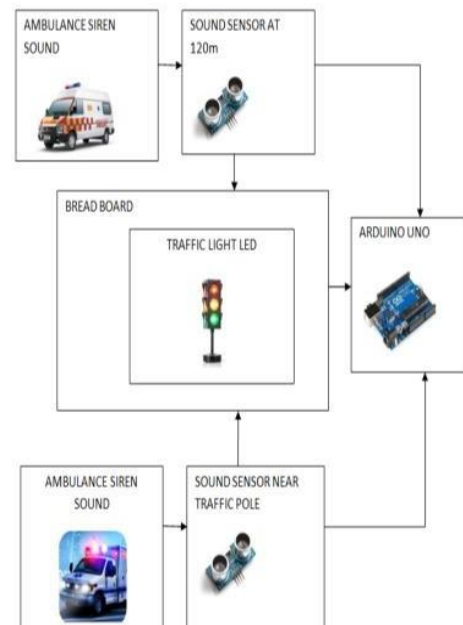 AMBULANCE SIREN
SOUND
SOUND SENSOR AT
120m
BREAD BOARD
TRAFFIC LIGHT LED
ARDUINO UNO
AMBULANCE SIREN
SOUND
SOUND SENSOR NEAR
TRAFFIC POLE